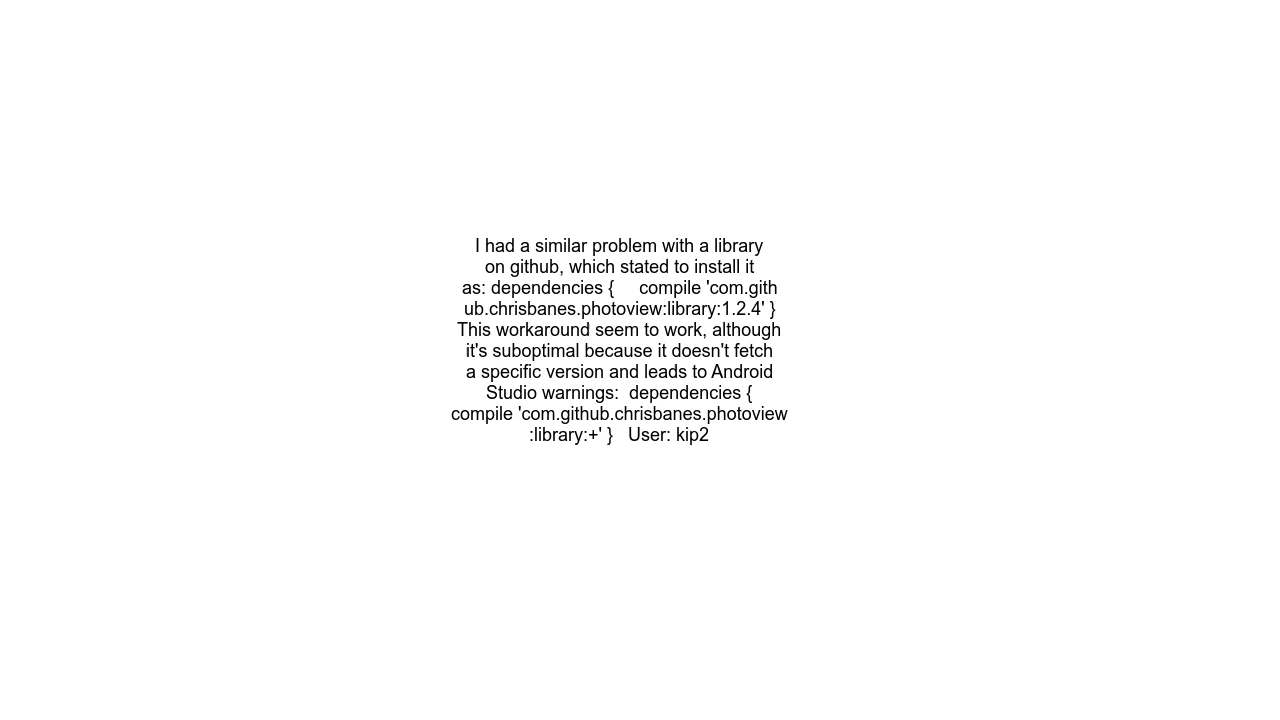 I had a similar problem with a library
on github, which stated to install it
as: dependencies {     compile 'com.gith
ub.chrisbanes.photoview:library:1.2.4' }
This workaround seem to work, although
it's suboptimal because it doesn't fetch
a specific version and leads to Android
Studio warnings:  dependencies {
compile 'com.github.chrisbanes.photoview
:library:+' }   User: kip2